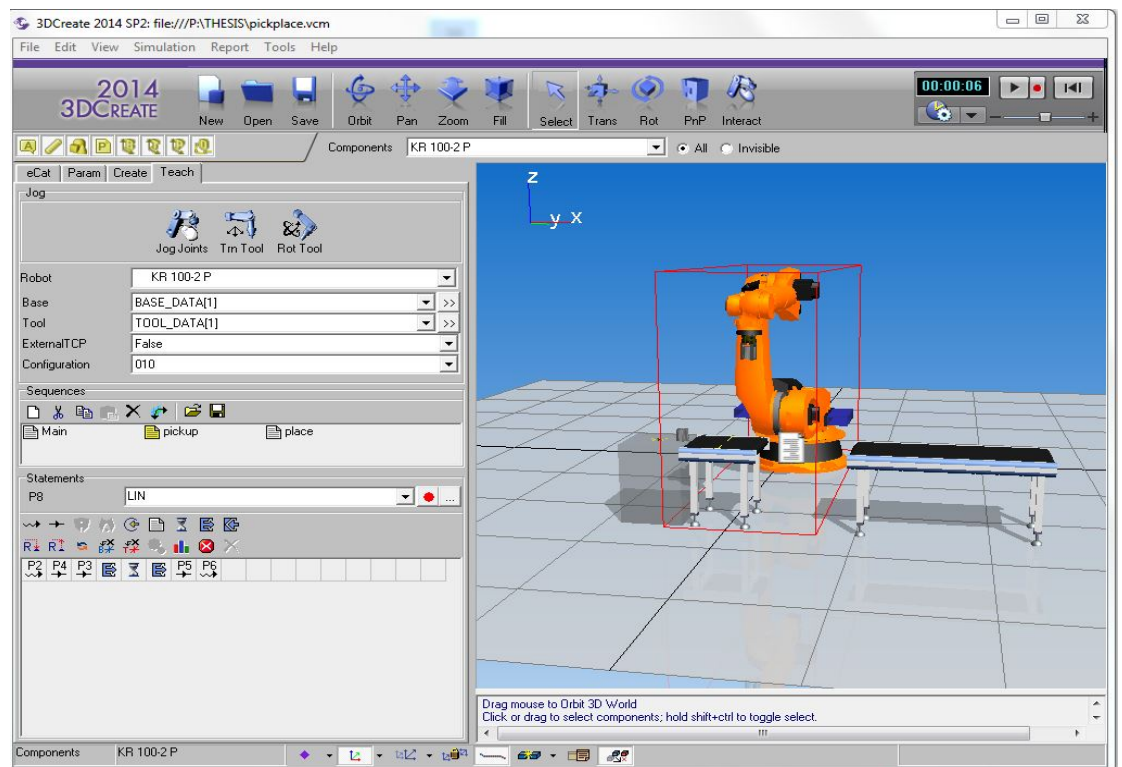 3DCreate 2014 SP2: file:///P:\THESIS\pickplace.vcm
File Edit View Simulation Report Tools Help
2014
3DCREATE
New Open Save Orbit Pan Zoom Fill Select Trans Rot PnP Interact
00:00:06
Components KR 100-2 P All Invisible
eCat Param Create Teach
Jog
Jog Joints Trn Tool Rot Tool
Robot KR 100-2 P
Base BASE_DATA[1] >>
Tool TOOL_DATA[1] >>
ExternalTCP False
Configuration 010
Sequences
Main pickup place
Statements
P8 LIN ...
P2 P4 P3 P5 P6
z
y X
Drag mouse to Orbit 3D World
Click or drag to select components; hold shift+ctrl to toggle select.
Components KR 100-2 P